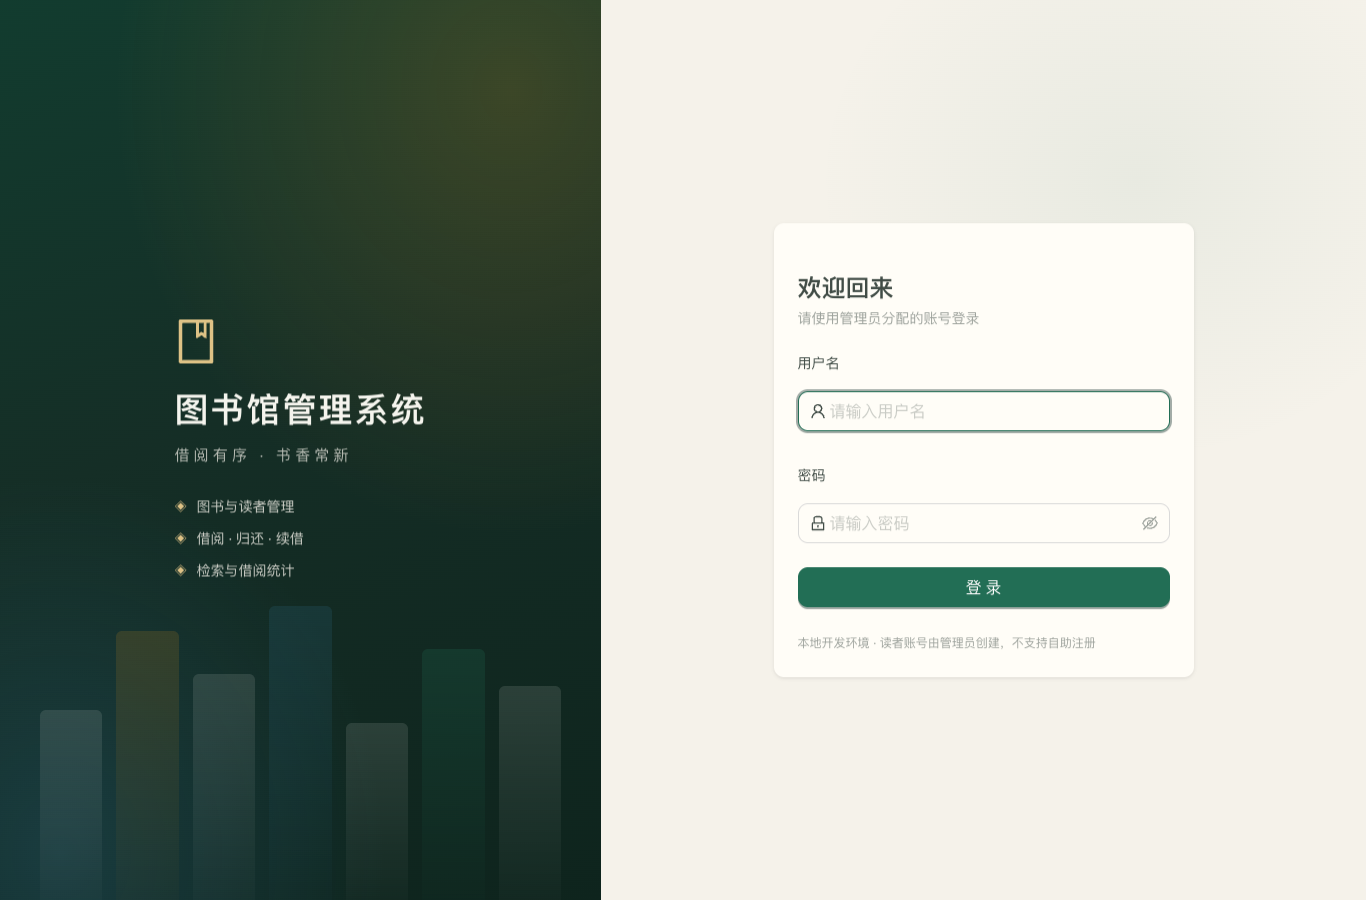 图书馆管理系统
借阅有序 · 书香常新
图书与读者管理
借阅 · 归还 · 续借
检索与借阅统计
欢迎回来
请使用管理员分配的账号登录
用户名
请输入用户名
密码
请输入密码
登 录
本地开发环境 · 读者账号由管理员创建，不支持自助注册